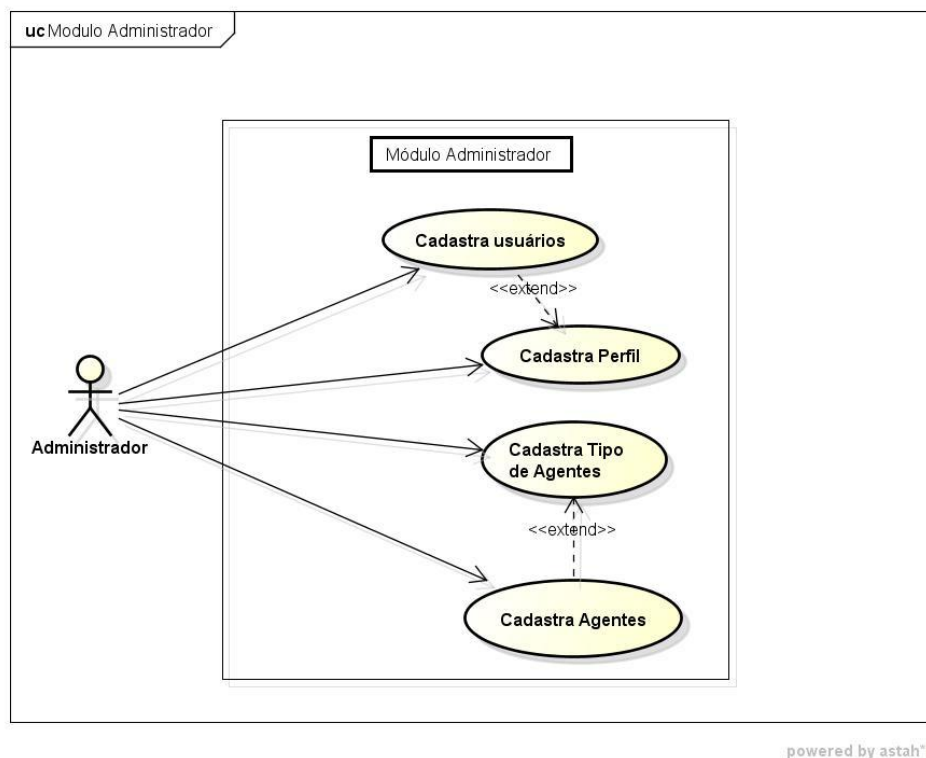 uc Modulo Administrador
Módulo Administrador
Cadastra usuários
<<extend>>
Cadastra Perfil
Administrador
Cadastra Tipo
de Agentes
<<extend>>
Cadastra Agentes
powered by astah*